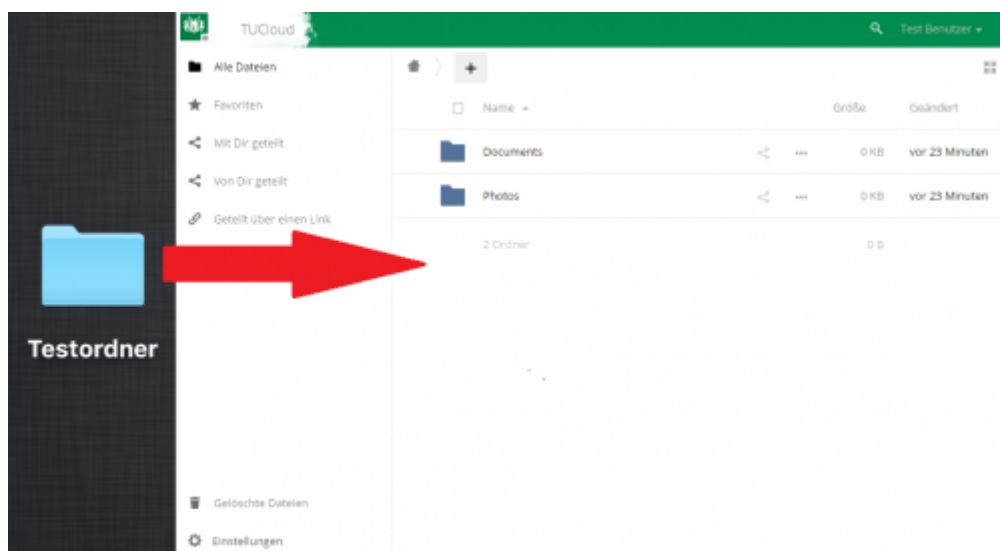 TUCloud
Test Benutzer
Alle Dateien
Favoriten
Mit Dir geteilt
Von Dir geteilt
Geteilt über einen Link
Name
Größe
Geändert
Documents
0 KB
vor 23 Minuten
Photos
0 KB
vor 23 Minuten
2 Ordner
0 B
Testordner
Gelöschte Dateien
Einstellungen